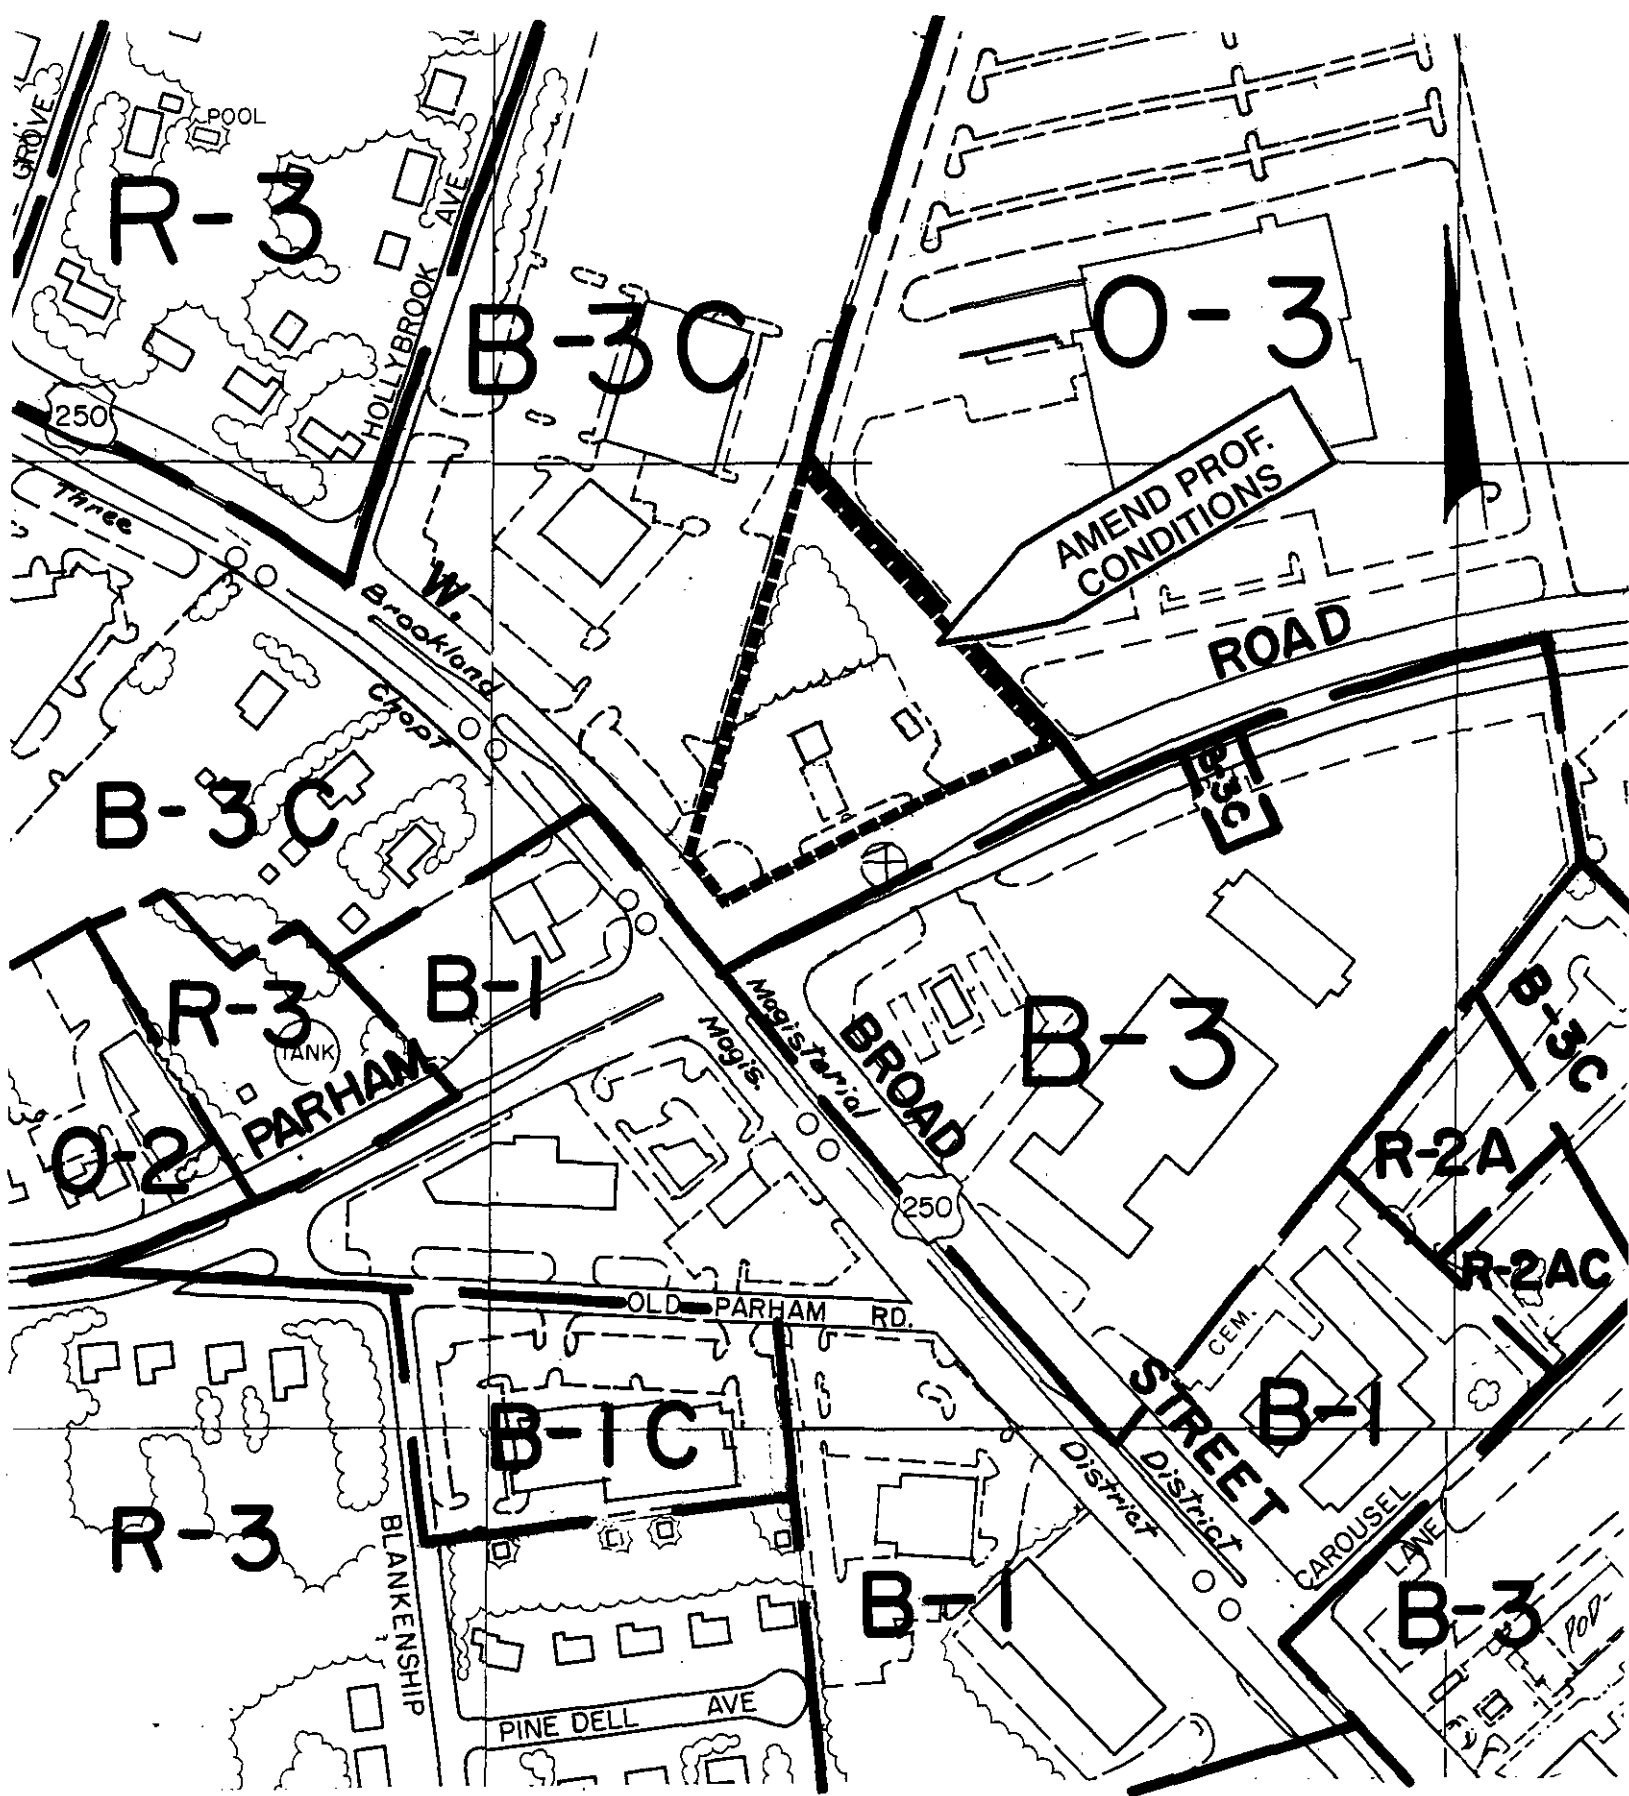 GROVE
POOL
R-3
HOLLYBROOK AVE
B-3C
O-3
250
AMEND PROF.
CONDITIONS
Three
W.
Brookland
Chopt
ROAD
B-3C
B-3C
R-3
B-1
TANK
PARHAM
O-2
Magisterial
Magis.
BROAD
B-3
B-3C
R-2A
250
R-2AC
OLD PARHAM RD.
CEM.
STREET
B-1
B-1C
District
District
R-3
BLANKENSHIP
CAROUSEL
LANE
B-1
B-3
POD-
PINE DELL AVE